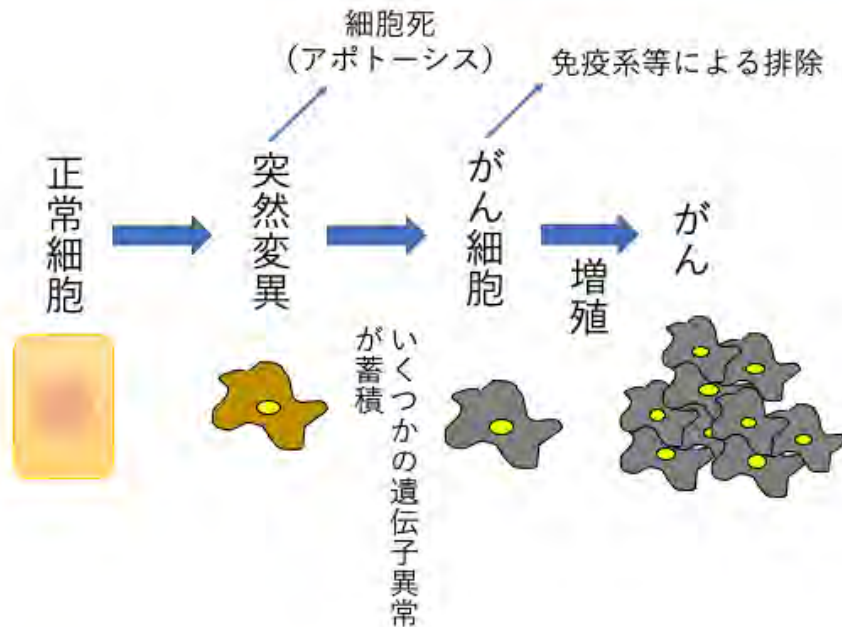 細胞死
(アポトーシス)
免疫系等による排除
正常細胞
突然変異
いくつかの遺伝子異常
が蓄積
がん細胞
増殖
がん